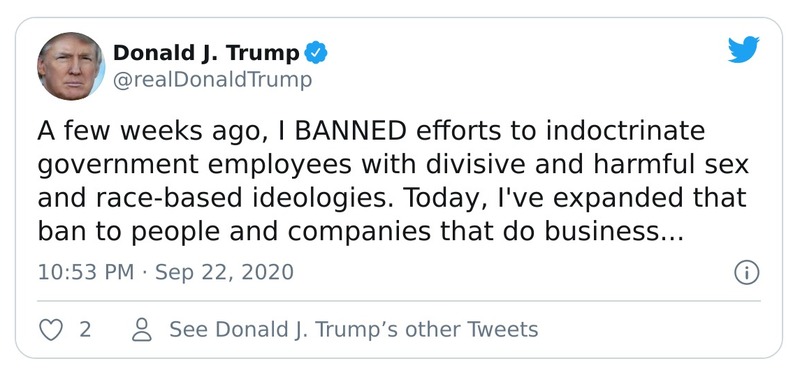 Donald J. Trump
@realDonaldTrump
A few weeks ago, I BANNED efforts to indoctrinate
government employees with divisive and harmful sex
and race-based ideologies. Today, I've expanded that
ban to people and companies that do business...
10:53 PM · Sep 22, 2020
2
See Donald J. Trump’s other Tweets